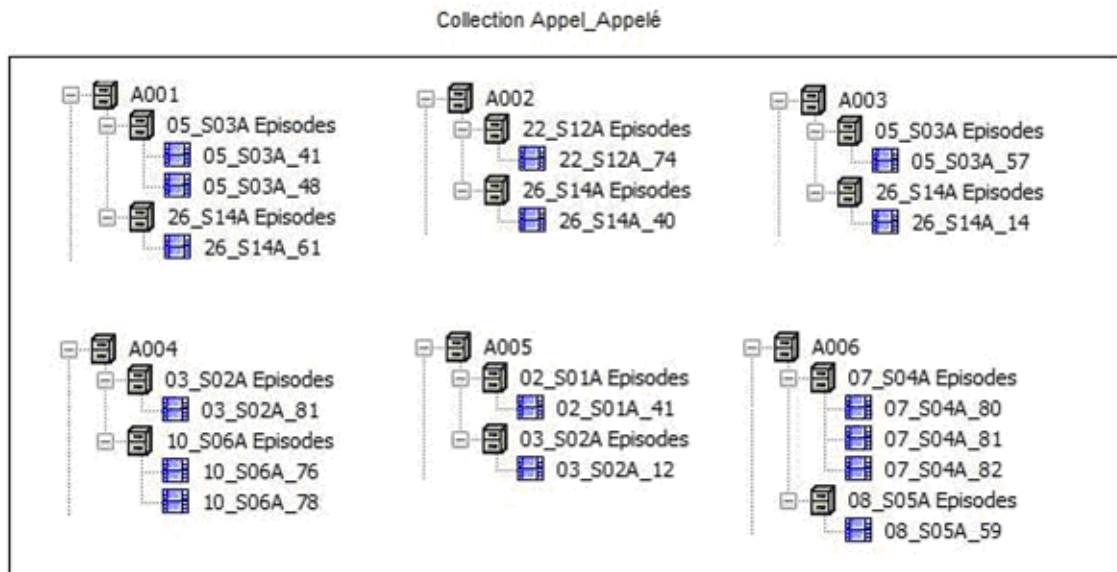 Collection Appel_Appelé
A001
05_S03A Episodes
05_S03A_41
05_S03A_48
26_S14A Episodes
26_S14A_61
A002
22_S12A Episodes
22_S12A_74
26_S14A Episodes
26_S14A_40
A003
05_S03A Episodes
05_S03A_57
26_S14A Episodes
26_S14A_14
A004
03_S02A Episodes
03_S02A_81
10_S06A Episodes
10_S06A_76
10_S06A_78
A005
02_S01A Episodes
02_S01A_41
03_S02A Episodes
03_S02A_12
A006
07_S04A Episodes
07_S04A_80
07_S04A_81
07_S04A_82
08_S05A Episodes
08_S05A_59